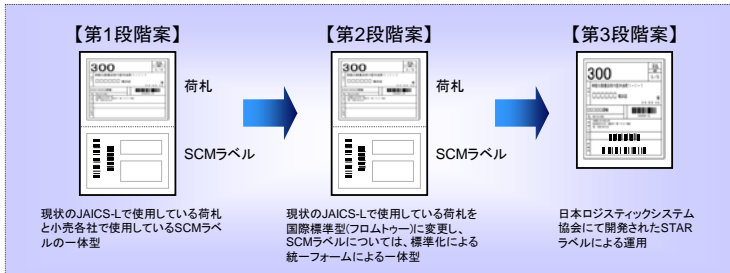 【第1段階案】
【第2段階案】
【第3段階案】
300
荷札
SCMラベル
300
荷札
SCMラベル
300
現状のJAICS-Lで使用している荷札
と小売各社で使用しているSCMラベ
ルの一体型
現状のJAICS-Lで使用している荷札を
国際標準型(フロムトゥー)に変更し、
SCMラベルについては、標準化による
統一フォームによる一体型
日本ロジスティックシステム
協会にて開発されたSTAR
ラベルによる運用